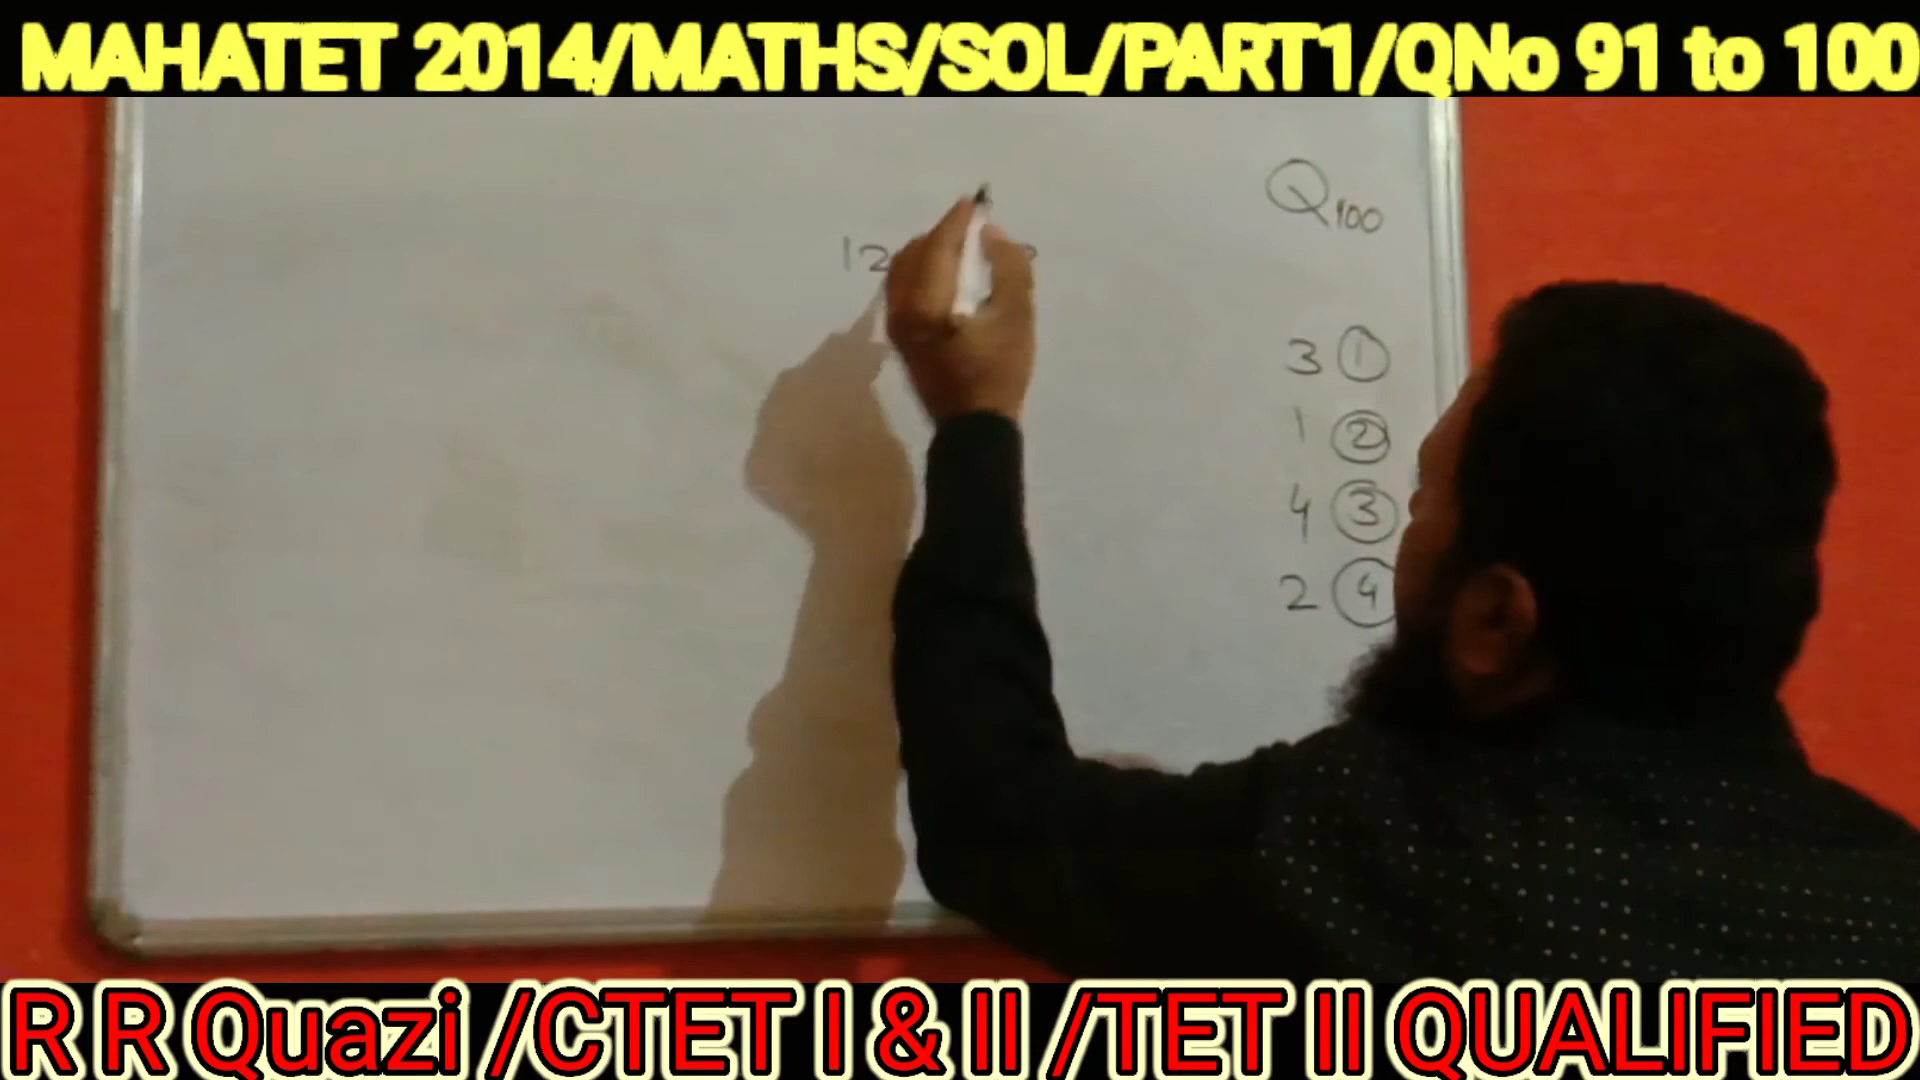 MAHATET 2014/MATHS/SOL/PART1/QNo 91 to 100
Q100
12
3 ①
1 ②
4 ③
2 ④
R R Quazi /CTET I & II /TET II QUALIFIED